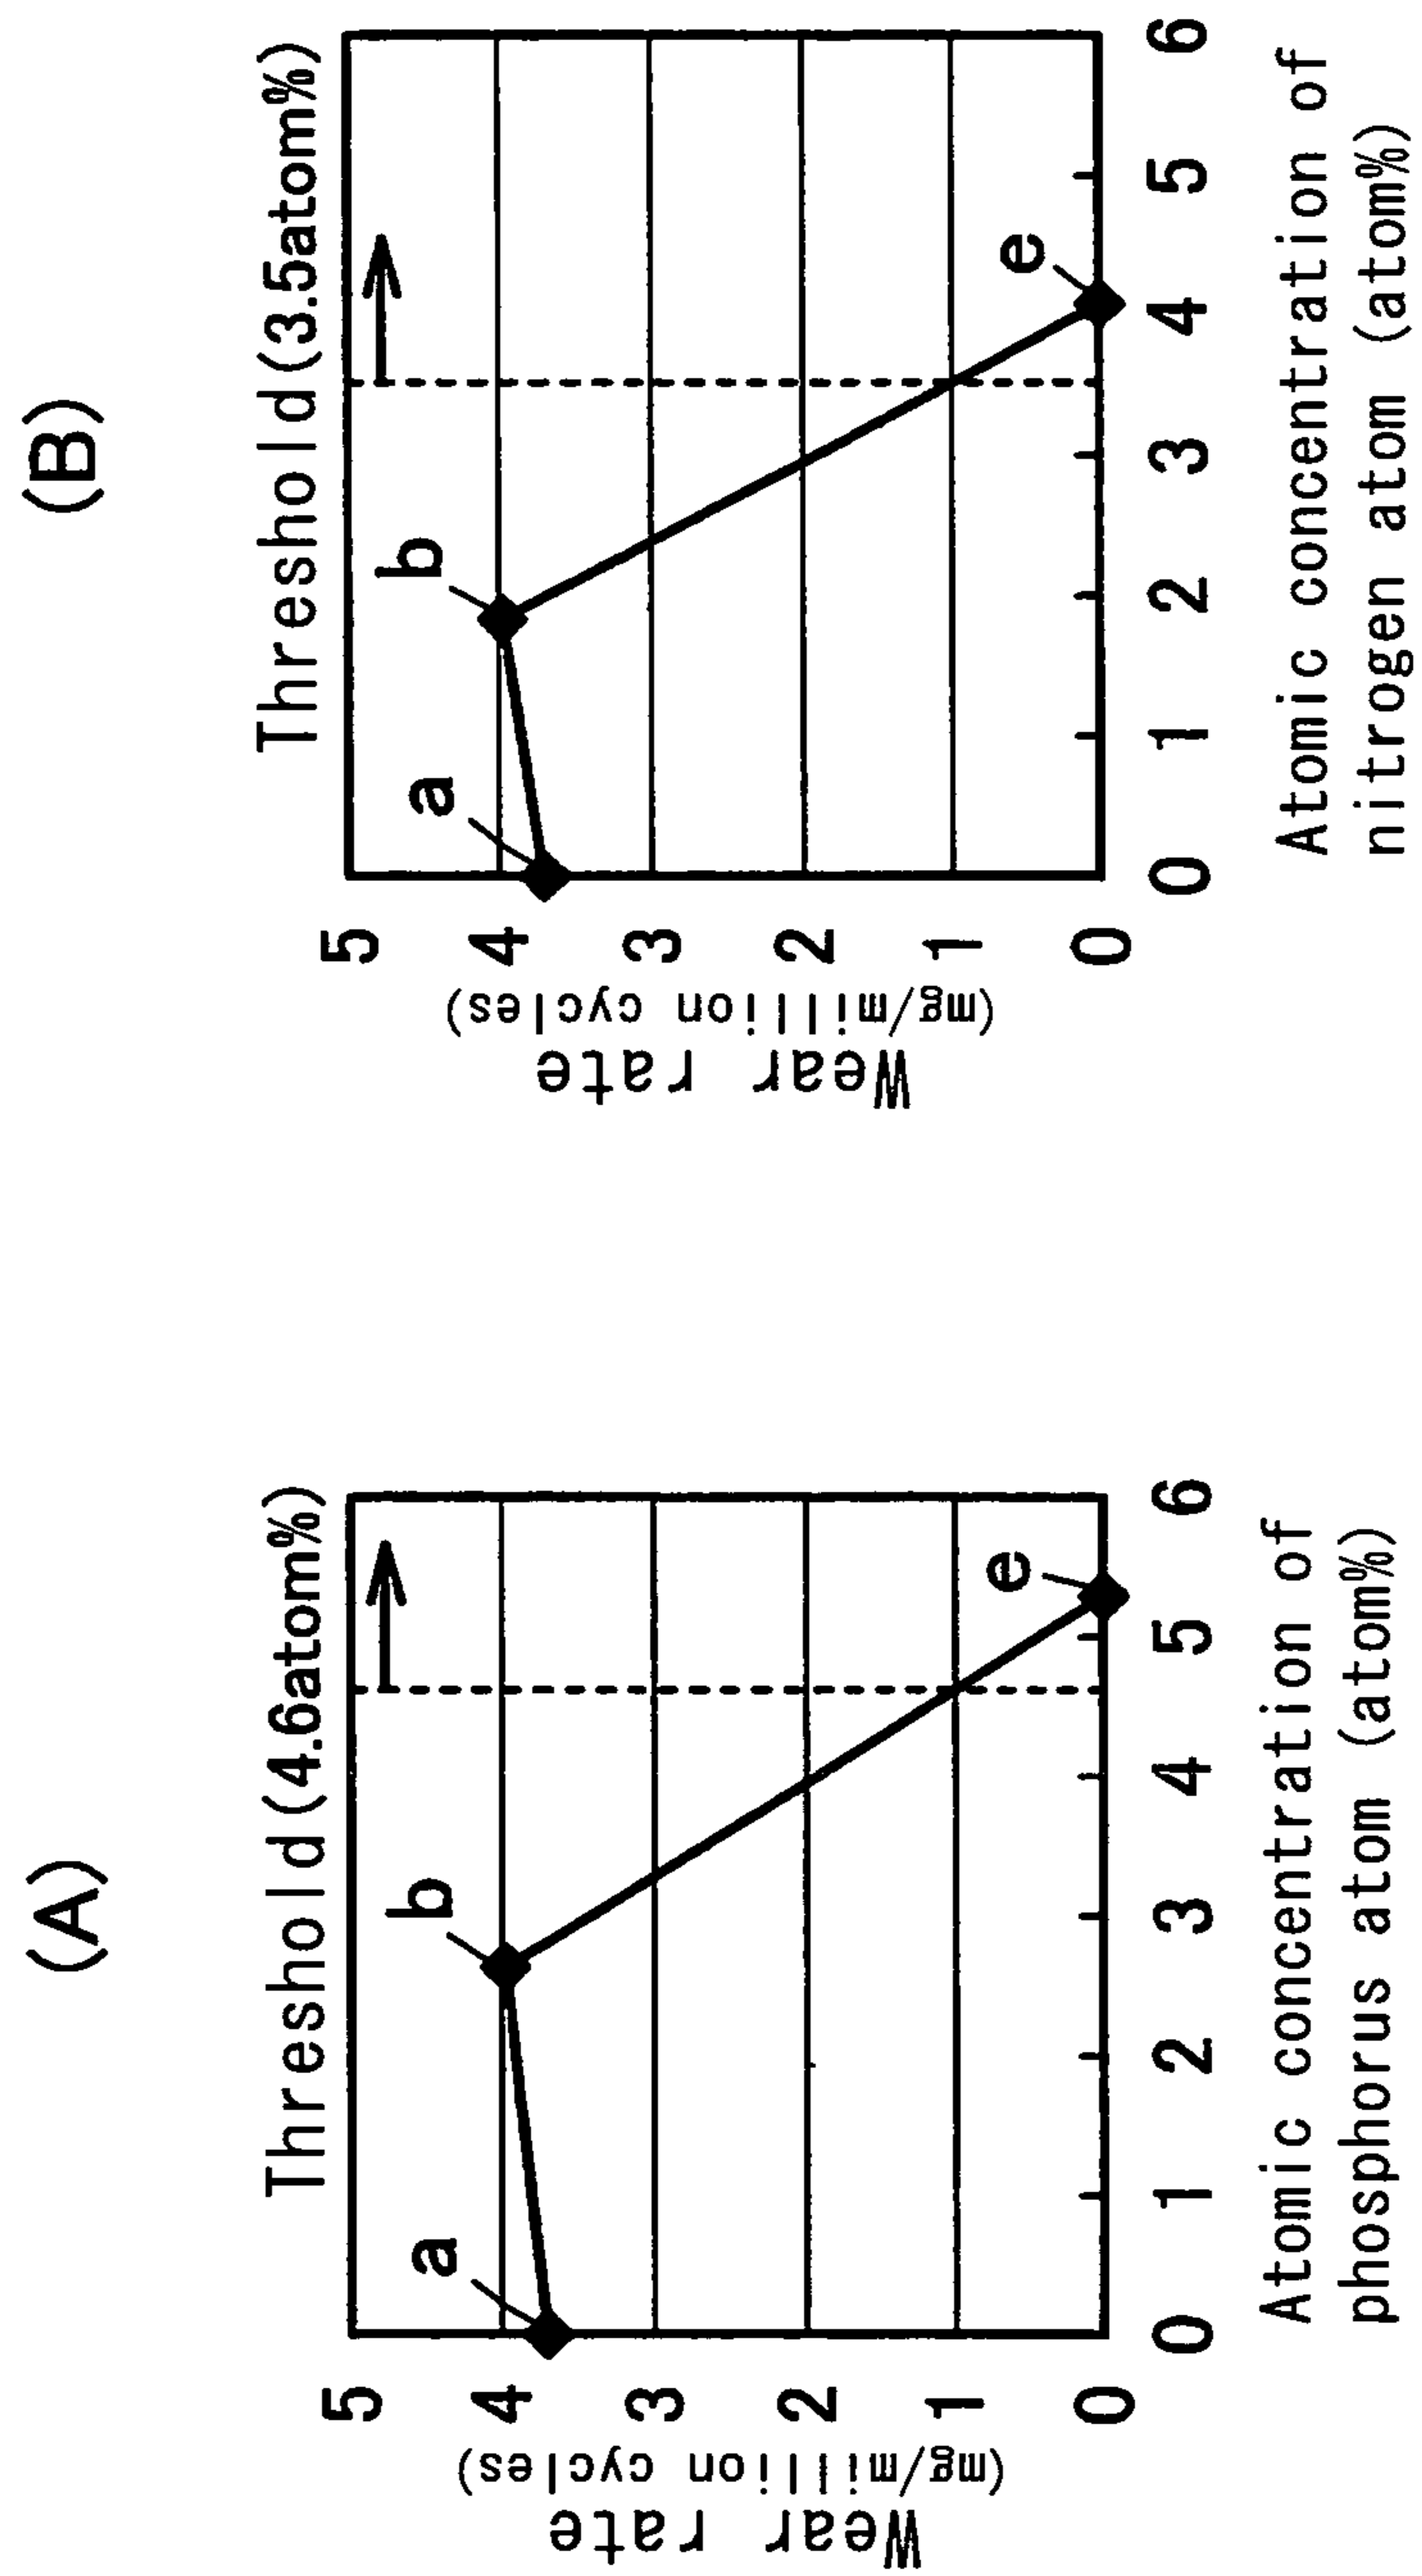 (A)
Threshold(4.6atom%)
b
a
e
5
4
3
2
1
0
Wear rate
(mg/million cycles)
0 1 2 3 4 5 6
Atomic concentration of
phosphorus atom (atom%)
(B)
Threshold(3.5atom%)
b
a
e
5
4
3
2
1
0
Wear rate
(mg/million cycles)
0 1 2 3 4 5 6
Atomic concentration of
nitrogen atom (atom%)